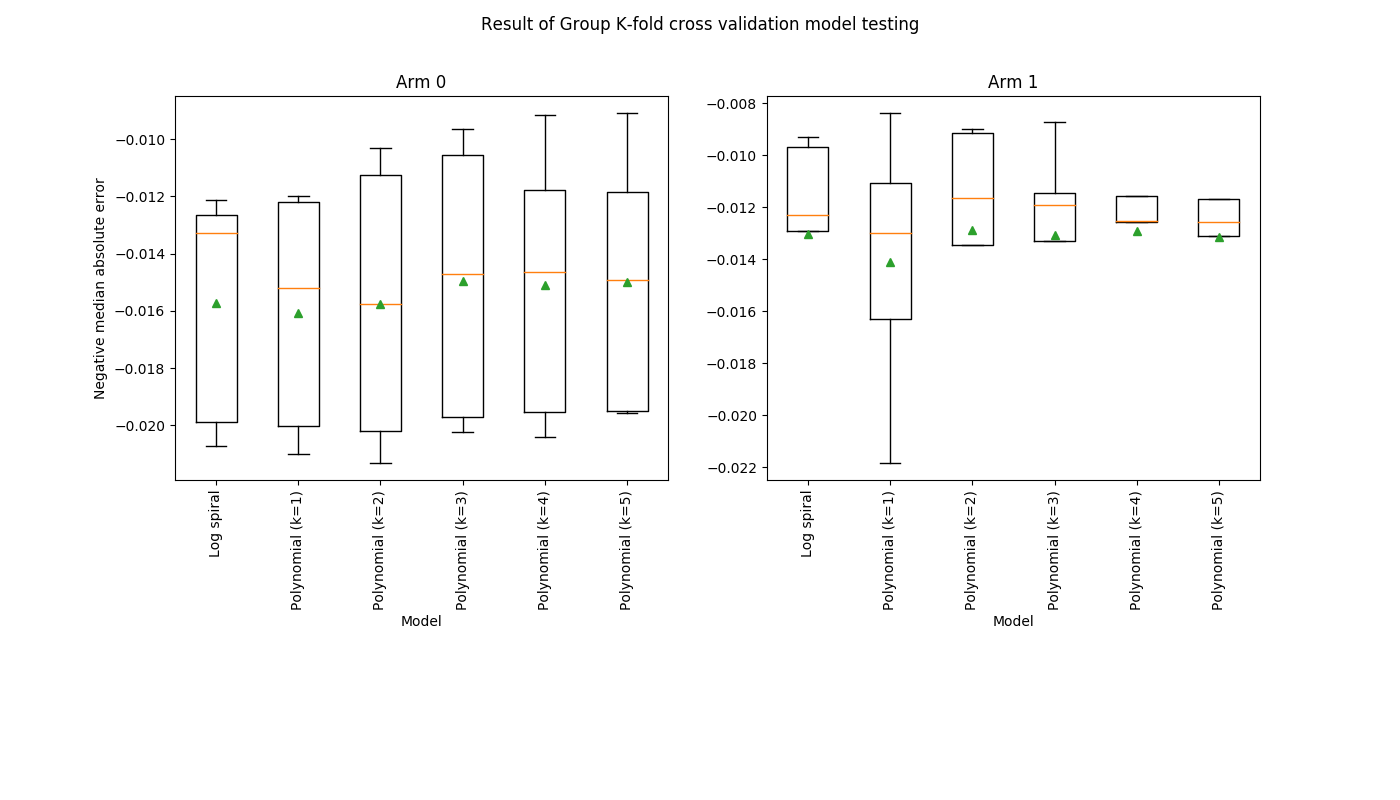 Result of Group K-fold cross validation model testing
Arm 0
Negative median absolute error
−0.010
−0.012
−0.014
−0.016
−0.018
−0.020
Log spiral
Polynomial (k=1)
Polynomial (k=2)
Polynomial (k=3)
Polynomial (k=4)
Polynomial (k=5)
Model
Arm 1
−0.008
−0.010
−0.012
−0.014
−0.016
−0.018
−0.020
−0.022
Log spiral
Polynomial (k=1)
Polynomial (k=2)
Polynomial (k=3)
Polynomial (k=4)
Polynomial (k=5)
Model